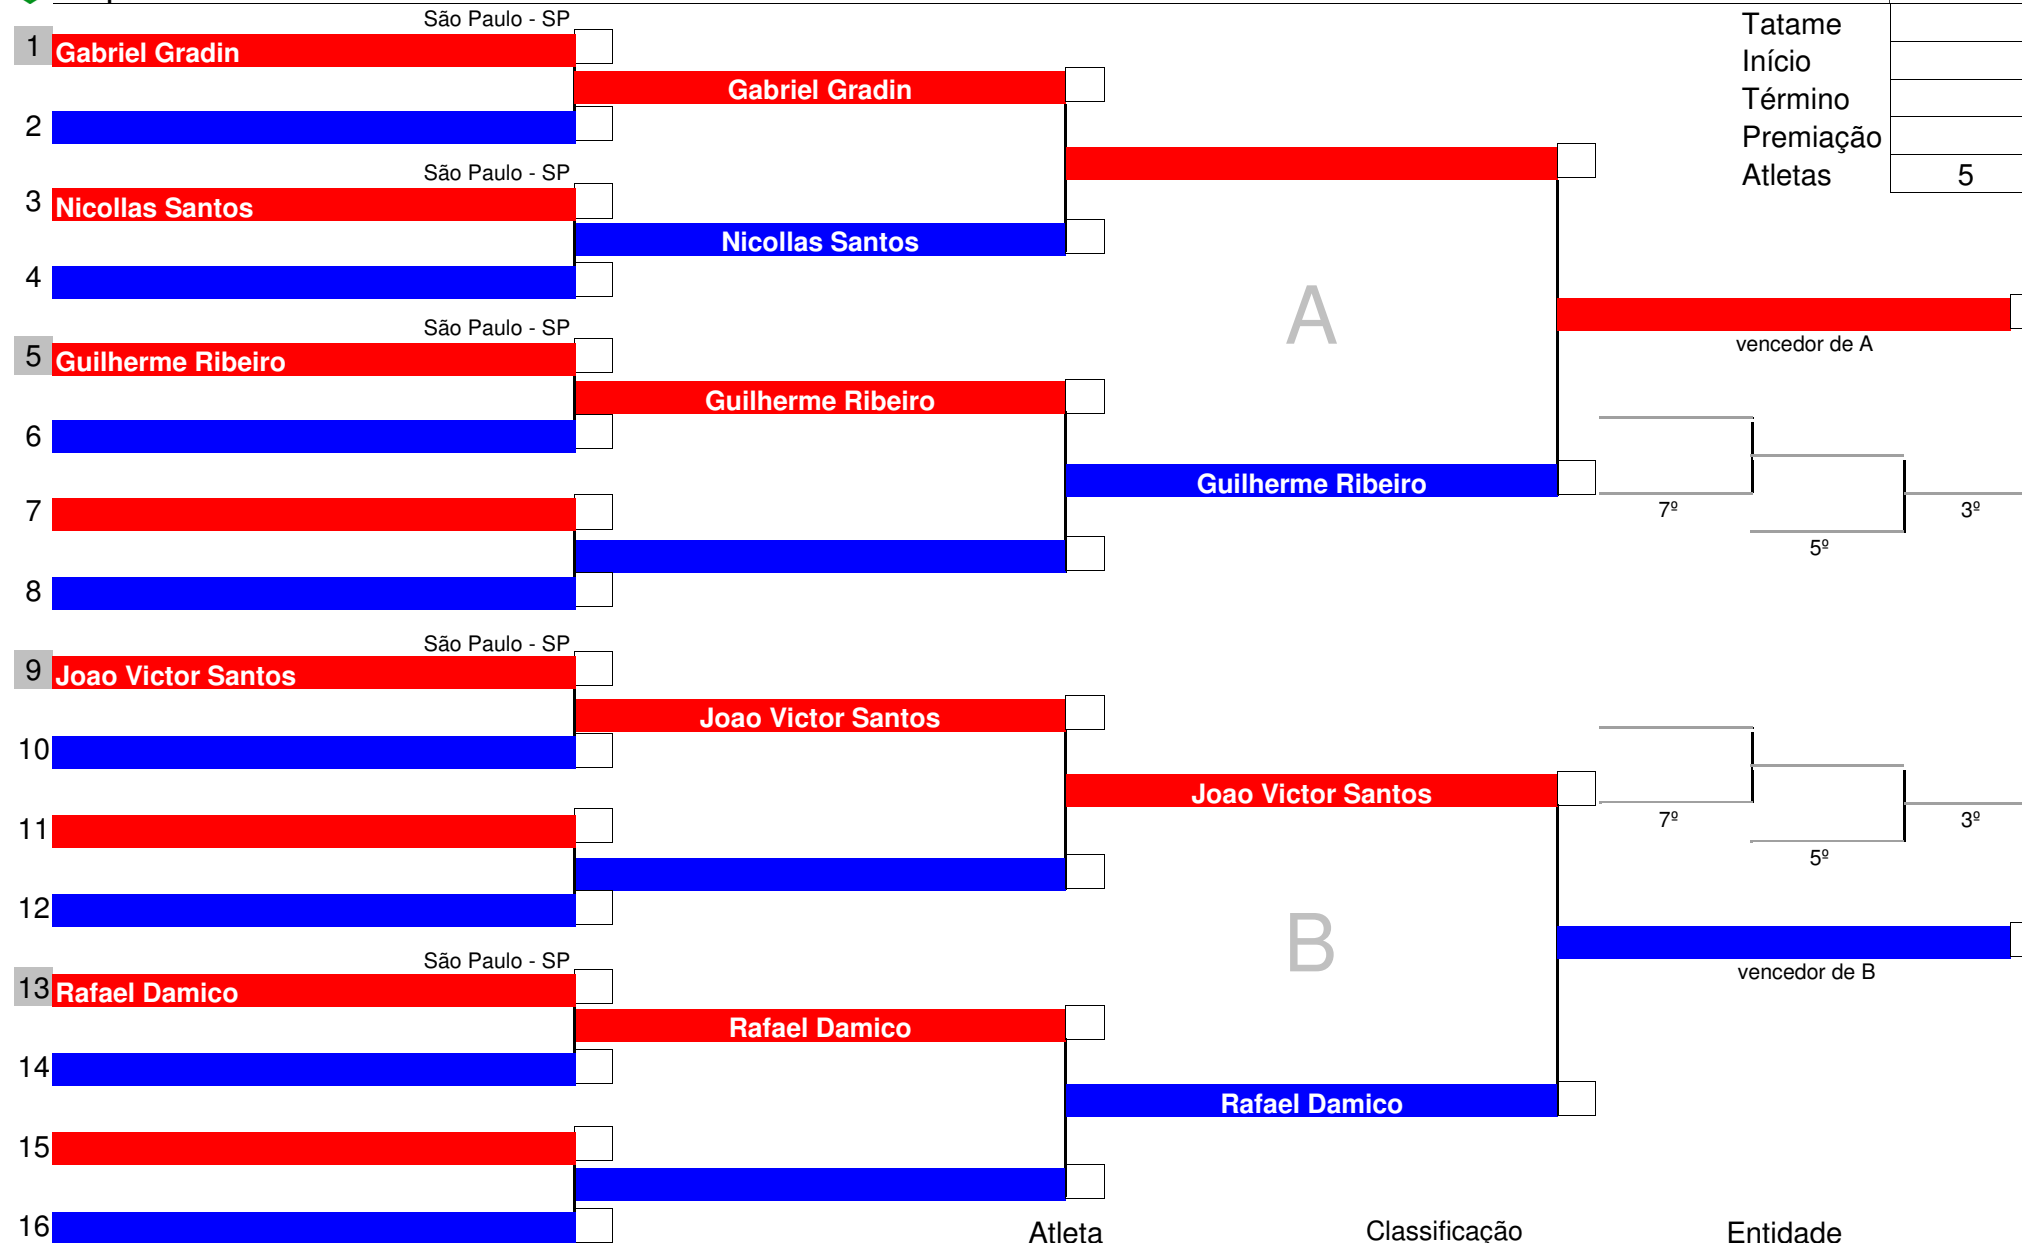 São Paulo - SP
Tatame
1 Gabriel Gradin
Início
Gabriel Gradin
Término
2
Premiação
São Paulo - SP
Atletas 5
3 Nicollas Santos
Nicollas Santos
4
A
São Paulo - SP
vencedor de A
5 Guilherme Ribeiro
Guilherme Ribeiro
6
Guilherme Ribeiro
7
7º
3º
5º
8
São Paulo - SP
9 Joao Victor Santos
Joao Victor Santos
10
Joao Victor Santos
11
7º
3º
5º
12
B
São Paulo - SP
vencedor de B
13 Rafael Damico
Rafael Damico
14
Rafael Damico
15
16
Atleta Classificação Entidade